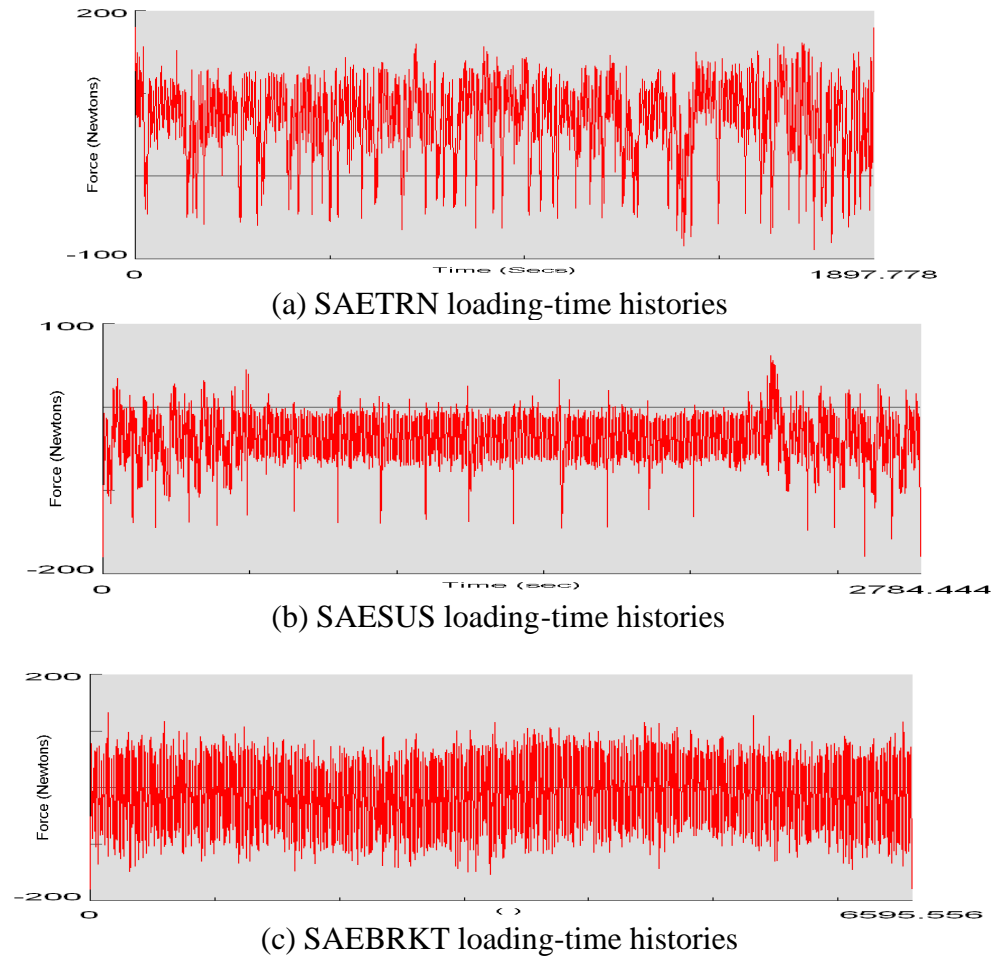 200
Force (Newtons)
-100
0
Time (Secs)
1897.778
(a) SAETRN loading-time histories
100
Force (Newtons)
-200
0
Time (sec)
2784.444
(b) SAESUS loading-time histories
200
Force (Newtons)
-200
0
( )
6595.556
(c) SAEBRKT loading-time histories